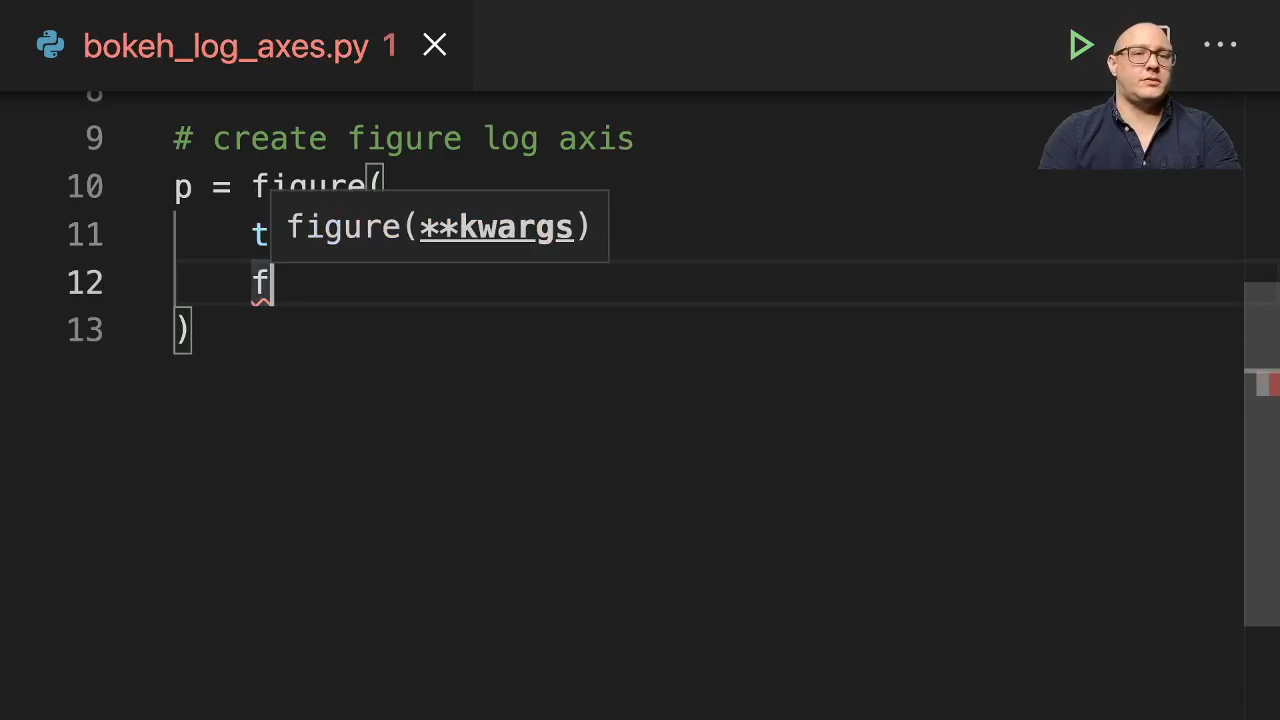 bokeh_log_axes.py 1
8
9 # create figure log axis
10 p = figure(
figure(**kwargs)
11 t
12 f
13 )